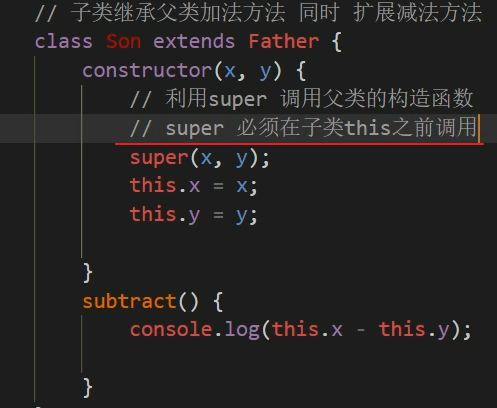 // 子类继承父类加法方法 同时 扩展减法方法
class Son extends Father {
constructor(x, y) {
// 利用super 调用父类的构造函数
// super 必须在子类this之前调用
super(x, y);
this.x = x;
this.y = y;
}
subtract() {
console.log(this.x - this.y);
}